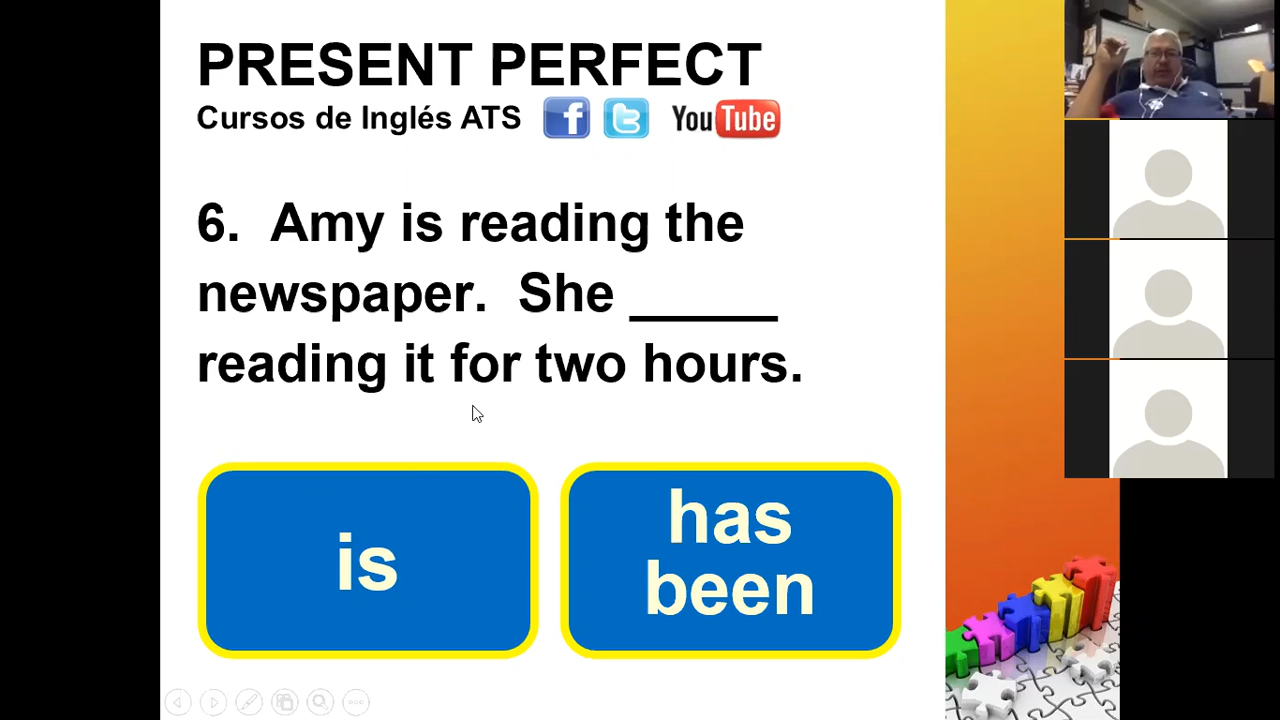 PRESENT PERFECT
Cursos de Inglés ATS f t YouTube
6. Amy is reading the
newspaper. She _____
reading it for two hours.
is
has
been